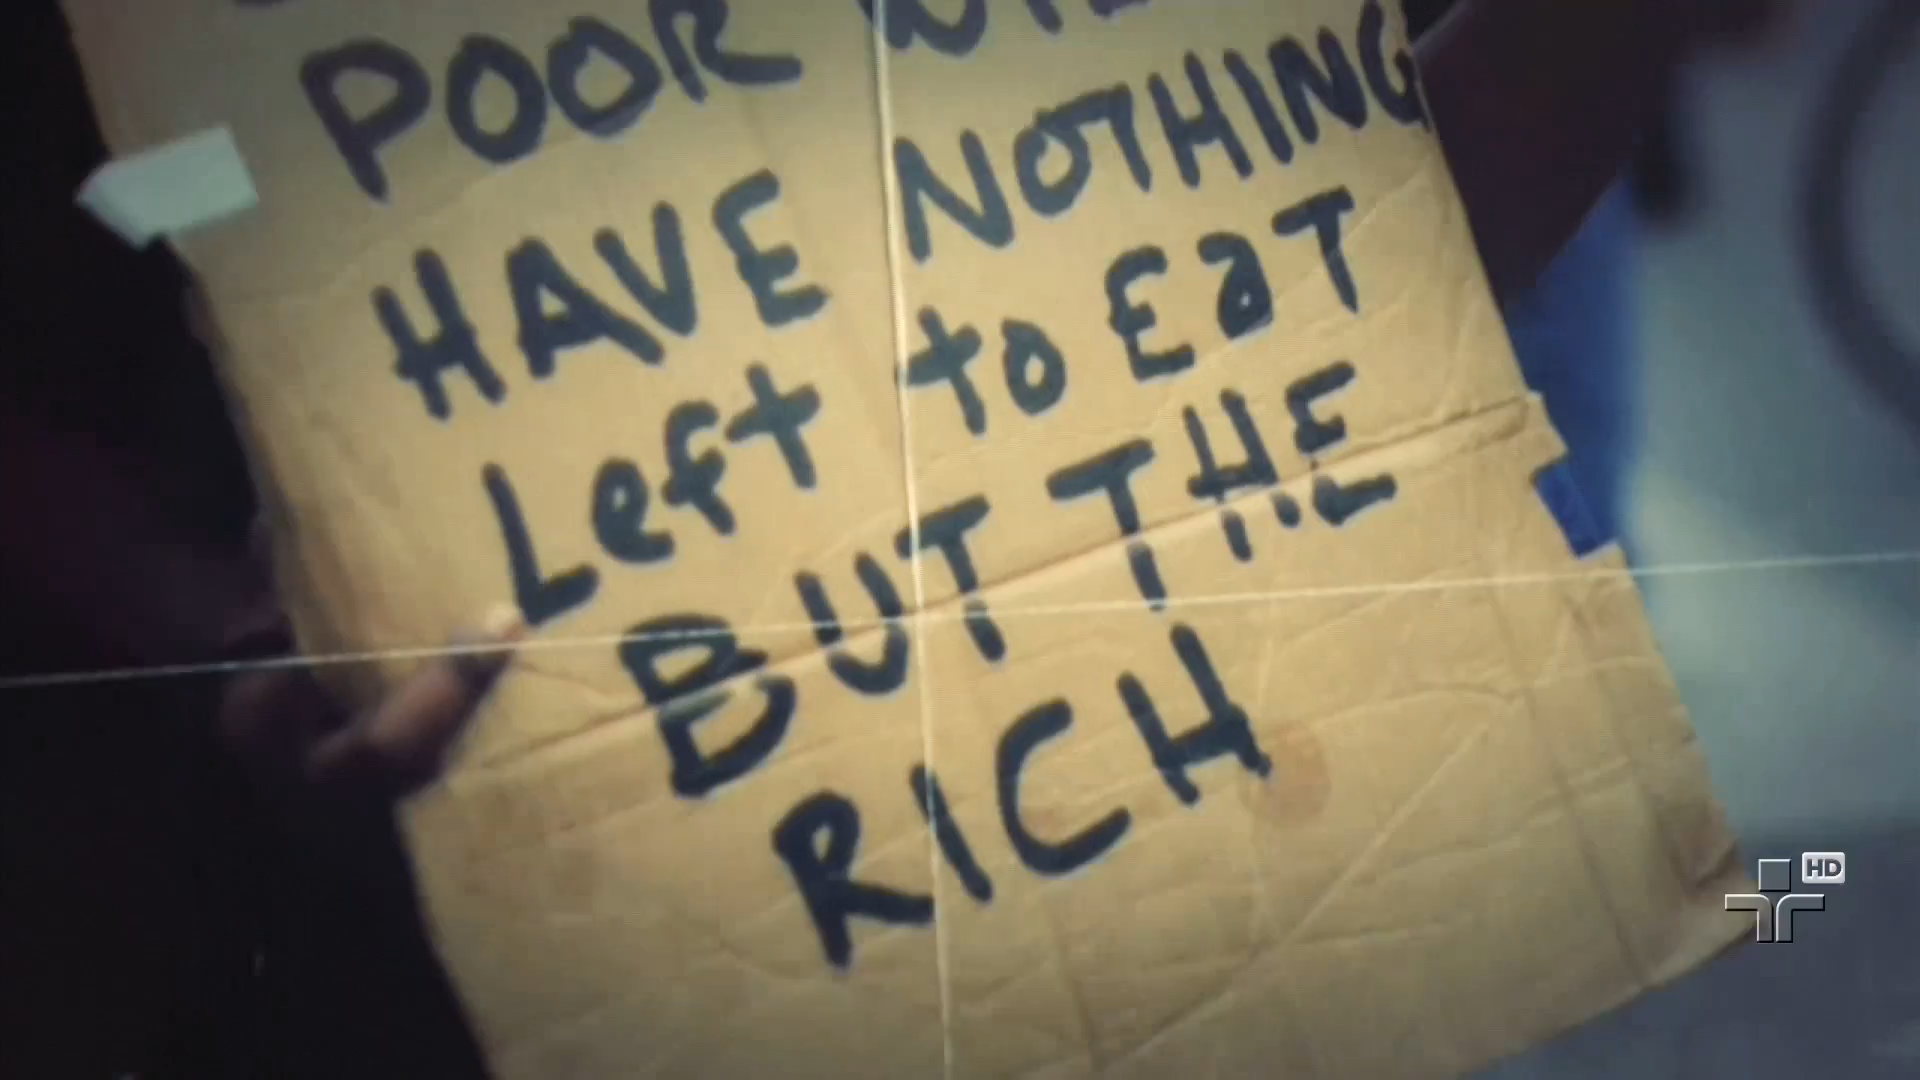 POOR
HAVE NOTHING
Left to EaT
BUT THE
RICH
HD